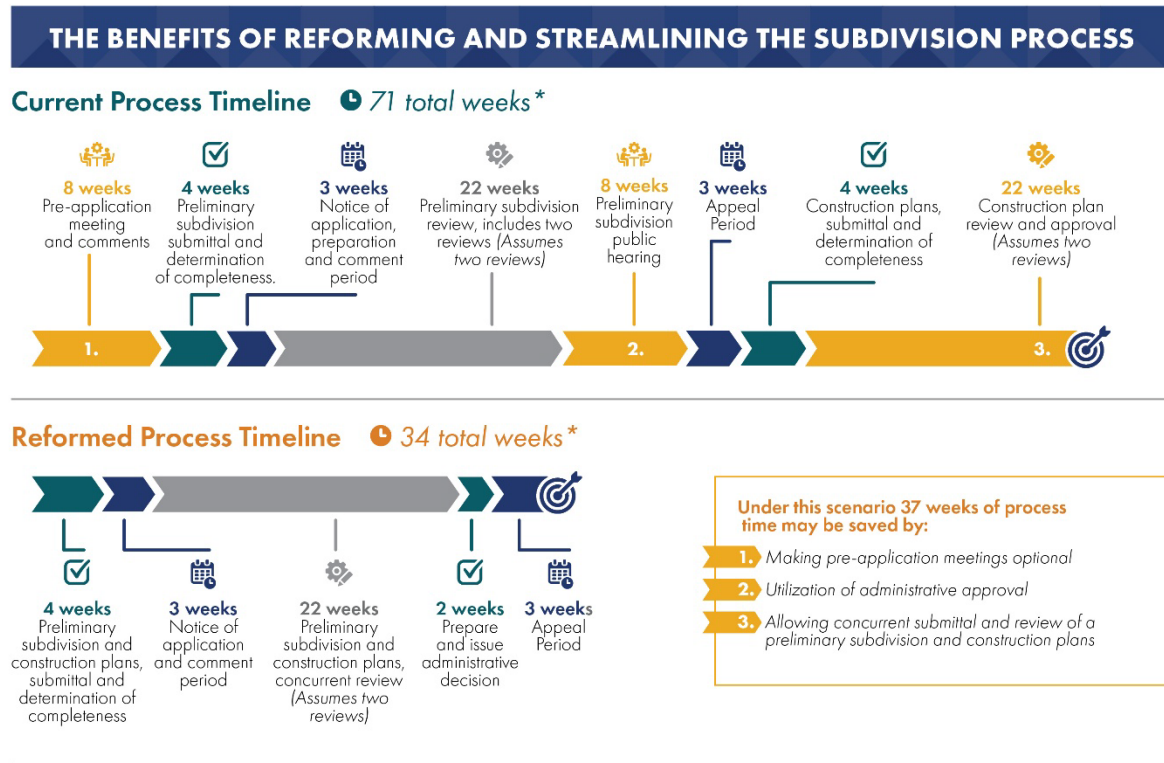 THE BENEFITS OF REFORMING AND STREAMLINING THE SUBDIVISION PROCESS
Current Process Timeline 71 total weeks*
8 weeks
Pre-application
meeting
and comments
4 weeks
Preliminary
subdivision
submittal and
determination
of completeness.
3 weeks
Notice of
application,
preparation
and comment
period
22 weeks
Preliminary subdivision
review, includes two
reviews (Assumes
two reviews)
8 weeks
Preliminary
subdivision
public
hearing
3 weeks
Appeal
Period
4 weeks
Construction plans,
submittal and
determination of
completeness
22 weeks
Construction plan
review and approval
(Assumes two
reviews)
1.
2.
3.
Reformed Process Timeline 34 total weeks*
4 weeks
Preliminary
subdivision and
construction plans,
submittal and
determination of
completeness
3 weeks
Notice of
application
and comment
period
22 weeks
Preliminary
subdivision and
construction plans,
concurrent review
(Assumes two
reviews)
2 weeks
Prepare
and issue
administrative
decision
3 weeks
Appeal
Period
Under this scenario 37 weeks of process
time may be saved by:
1. Making pre-application meetings optional
2. Utilization of administrative approval
3. Allowing concurrent submittal and review of a
preliminary subdivision and construction plans